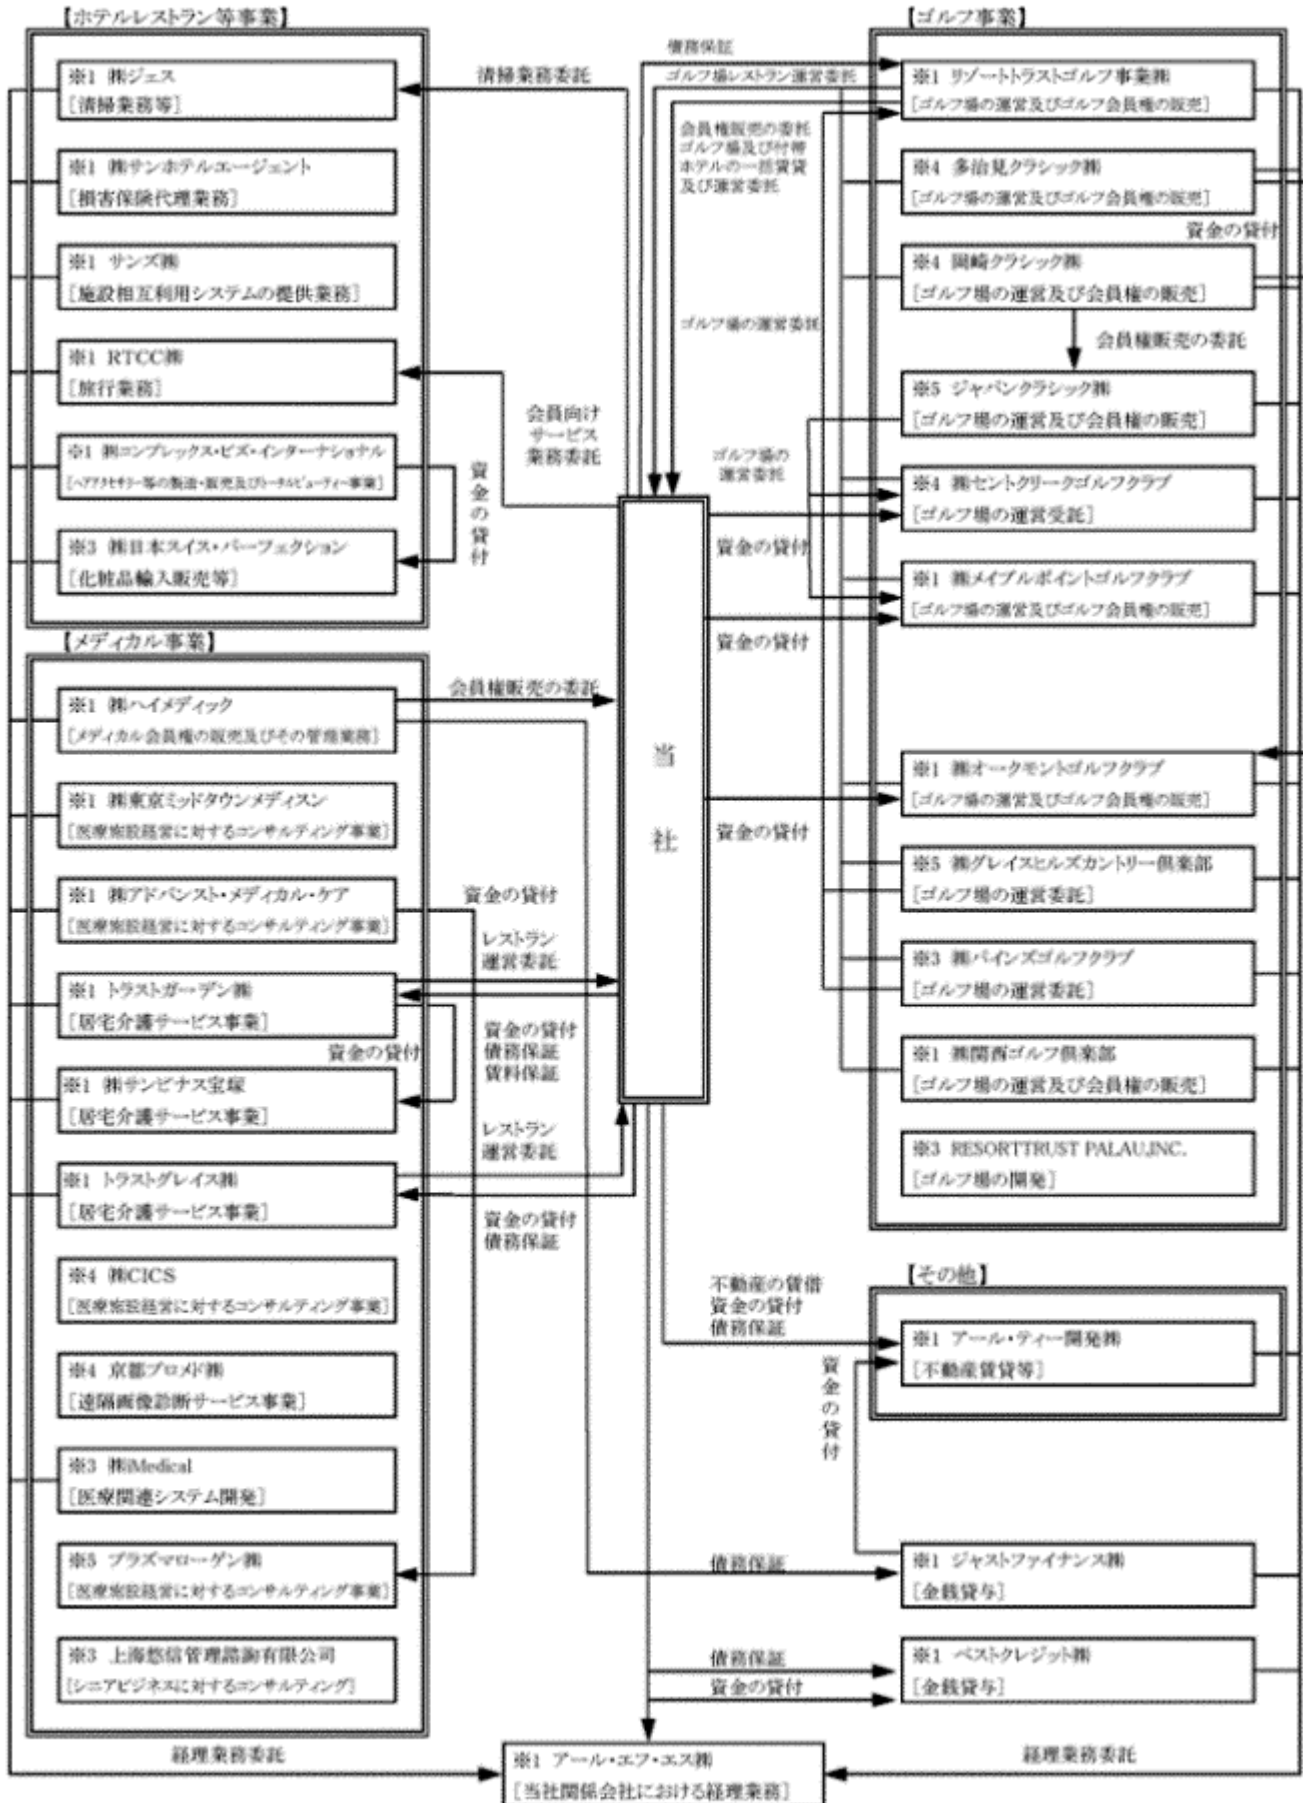 【ホテルレストラン等事業】
※1 ㈱ジェス
[清掃業務等]
※1 ㈱サンホテルエージェント
[損害保険代理業務]
※1 サンズ㈱
[施設相互利用システムの提供業務]
※1 RTCC㈱
[旅行業務]
※1 ㈱コンプレックス・ビズ・インターナショナル
[ヘアアクセサリー等の製造・販売及びトータルビューティー事業]
※3 ㈱日本スイス・パーフェクション
[化粧品輸入販売等]
資金の貸付
【メディカル事業】
※1 ㈱ハイメディック
[メディカル会員権の販売及びその管理業務]
※1 ㈱東京ミッドタウンメディスン
[医療施設経営に対するコンサルティング事業]
※1 ㈱アドバンスト・メディカル・ケア
[医療施設経営に対するコンサルティング事業]
※1 トラストガーデン㈱
[居宅介護サービス事業]
資金の貸付
※1 ㈱サンビナス宝塚
[居宅介護サービス事業]
※1 トラストグレイス㈱
[居宅介護サービス事業]
※4 ㈱CICS
[医療施設経営に対するコンサルティング事業]
※4 京都プロメド㈱
[遠隔画像診断サービス事業]
※3 ㈱iMedical
[医療関連システム開発]
※5 プラズマローゲン㈱
[医療施設経営に対するコンサルティング事業]
※3 上海悠信管理諮詢有限公司
[シニアビジネスに対するコンサルティング]
経理業務委託
清掃業務委託
会員向け
サービス
業務委託
会員権販売の委託
資金の貸付
レストラン
運営委託
資金の貸付
債務保証
賃料保証
レストラン
運営委託
資金の貸付
債務保証
当
社
債務保証
ゴルフ場レストラン運営委託
会員権販売の委託
ゴルフ場及び付帯
ホテルの一括賃貸
及び運営委託
ゴルフ場の運営委託
ゴルフ場の
運営委託
資金の貸付
資金の貸付
資金の貸付
不動産の賃借
資金の貸付
債務保証
資金の貸付
債務保証
債務保証
資金の貸付
【ゴルフ事業】
※1 リゾートトラストゴルフ事業㈱
[ゴルフ場の運営及びゴルフ会員権の販売]
※4 多治見クラシック㈱
[ゴルフ場の運営及びゴルフ会員権の販売]
資金の貸付
※4 岡崎クラシック㈱
[ゴルフ場の運営及び会員権の販売]
会員権販売の委託
※5 ジャパンクラシック㈱
[ゴルフ場の運営及び会員権の販売]
※4 ㈱セントクリークゴルフクラブ
[ゴルフ場の運営受託]
※1 ㈱メイプルポイントゴルフクラブ
[ゴルフ場の運営及びゴルフ会員権の販売]
※1 ㈱オークモントゴルフクラブ
[ゴルフ場の運営及びゴルフ会員権の販売]
※5 ㈱グレイスヒルズカントリー倶楽部
[ゴルフ場の運営委託]
※3 ㈱パインズゴルフクラブ
[ゴルフ場の運営委託]
※1 ㈱関西ゴルフ倶楽部
[ゴルフ場の運営及び会員権の販売]
※3 RESORTTRUST PALAU,INC.
[ゴルフ場の開発]
【その他】
※1 アール・ティー開発㈱
[不動産賃貸等]
※1 ジャストファイナンス㈱
[金銭貸与]
※1 ベストクレジット㈱
[金銭貸与]
経理業務委託
※1 アール・エフ・エス㈱
[当社関係会社における経理業務]